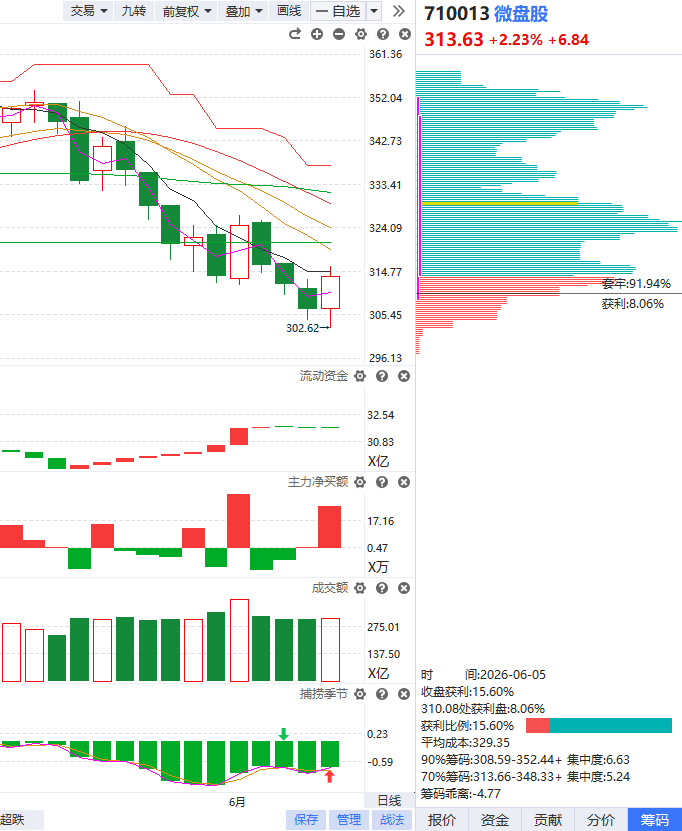 交易 九转 前复权 叠加 画线 一 自选
710013 微盘股
313.63 +2.23% +6.84
361.36
352.04
342.73
333.41
324.09
314.77
305.45
296.13
302.62
套牢:91.94%
获利:8.06%
流动资金
32.54
30.83
X亿
主力净买额
17.16
0.47
X万
成交额
275.01
137.50
X亿
捕捞季节
0.23
-0.59
6月
日线
时 间:2026-06-05
收盘获利:15.60%
310.08处获利盘:8.06%
获利比例:15.60%
平均成本:329.35
90%筹码:308.59-352.44+ 集中度:6.63
70%筹码:313.66-348.33+ 集中度:5.24
筹码乖离:-4.77
超跌 保存 管理 战法 报价 资金 贡献 分价 筹码